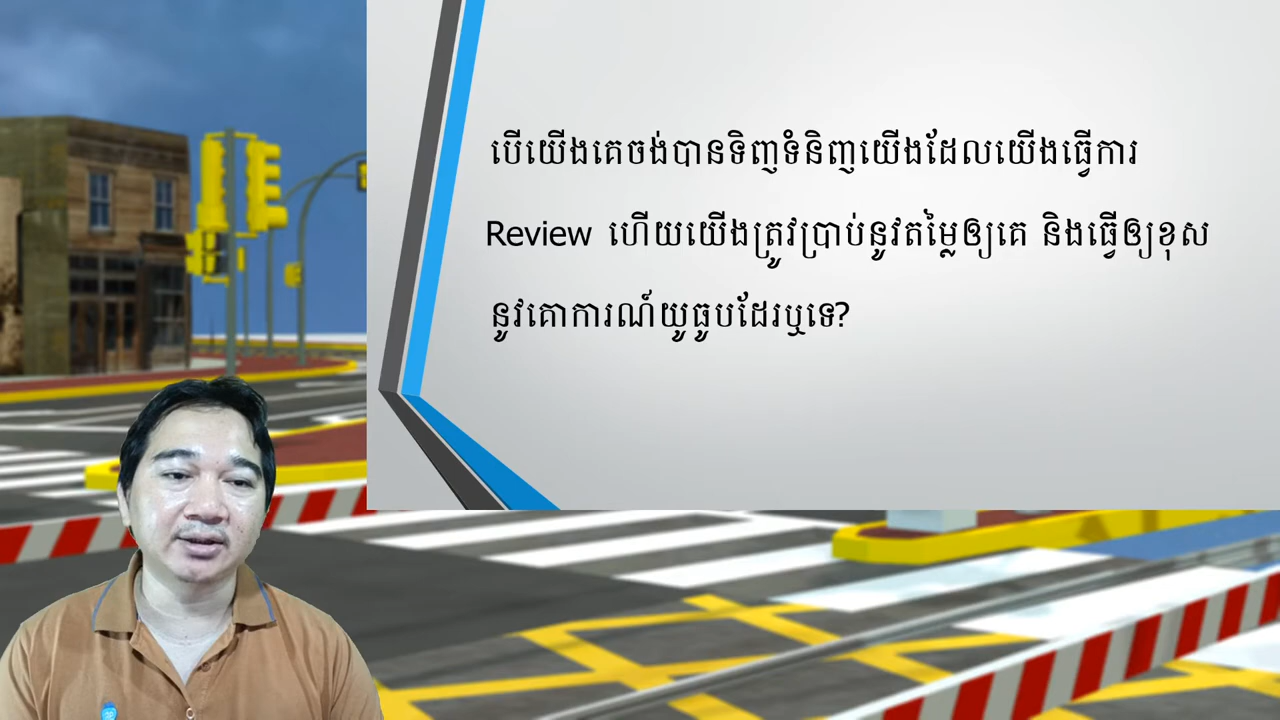 បើយើងគេចង់បានទិញទំនិញយើងដែលយើងធ្វើការ
Review ហើយយើងត្រូវប្រាប់នូវតម្លៃឲ្យគេ និងធ្វើឲ្យខុស
នូវគោការណ៍យូធូបដែរឬទេ?